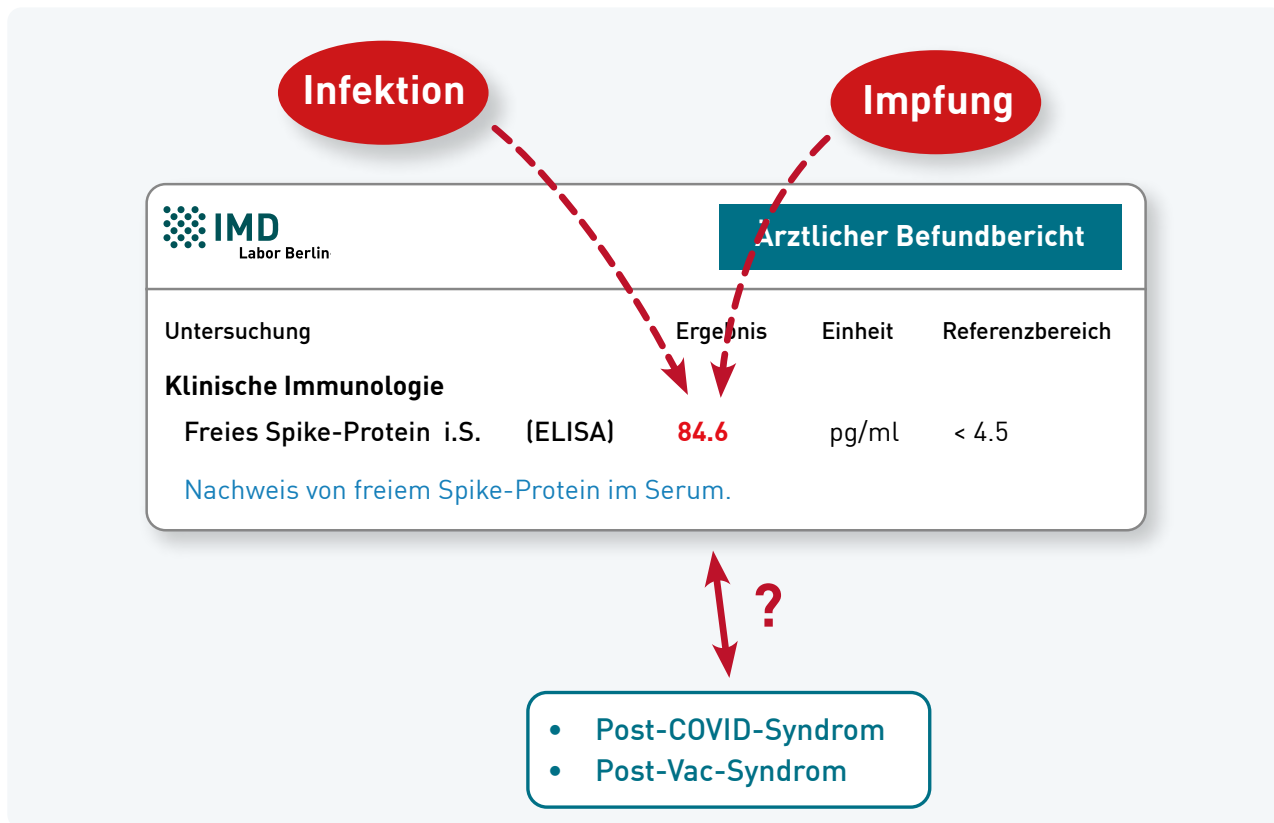 Infektion
Impfung
IMD
Labor Berlin
Ärztlicher Befundbericht
Untersuchung Ergebnis Einheit Referenzbereich
Klinische Immunologie
Freies Spike-Protein i.S. (ELISA) 84.6 pg/ml < 4.5
Nachweis von freiem Spike-Protein im Serum.
?
• Post-COVID-Syndrom
• Post-Vac-Syndrom